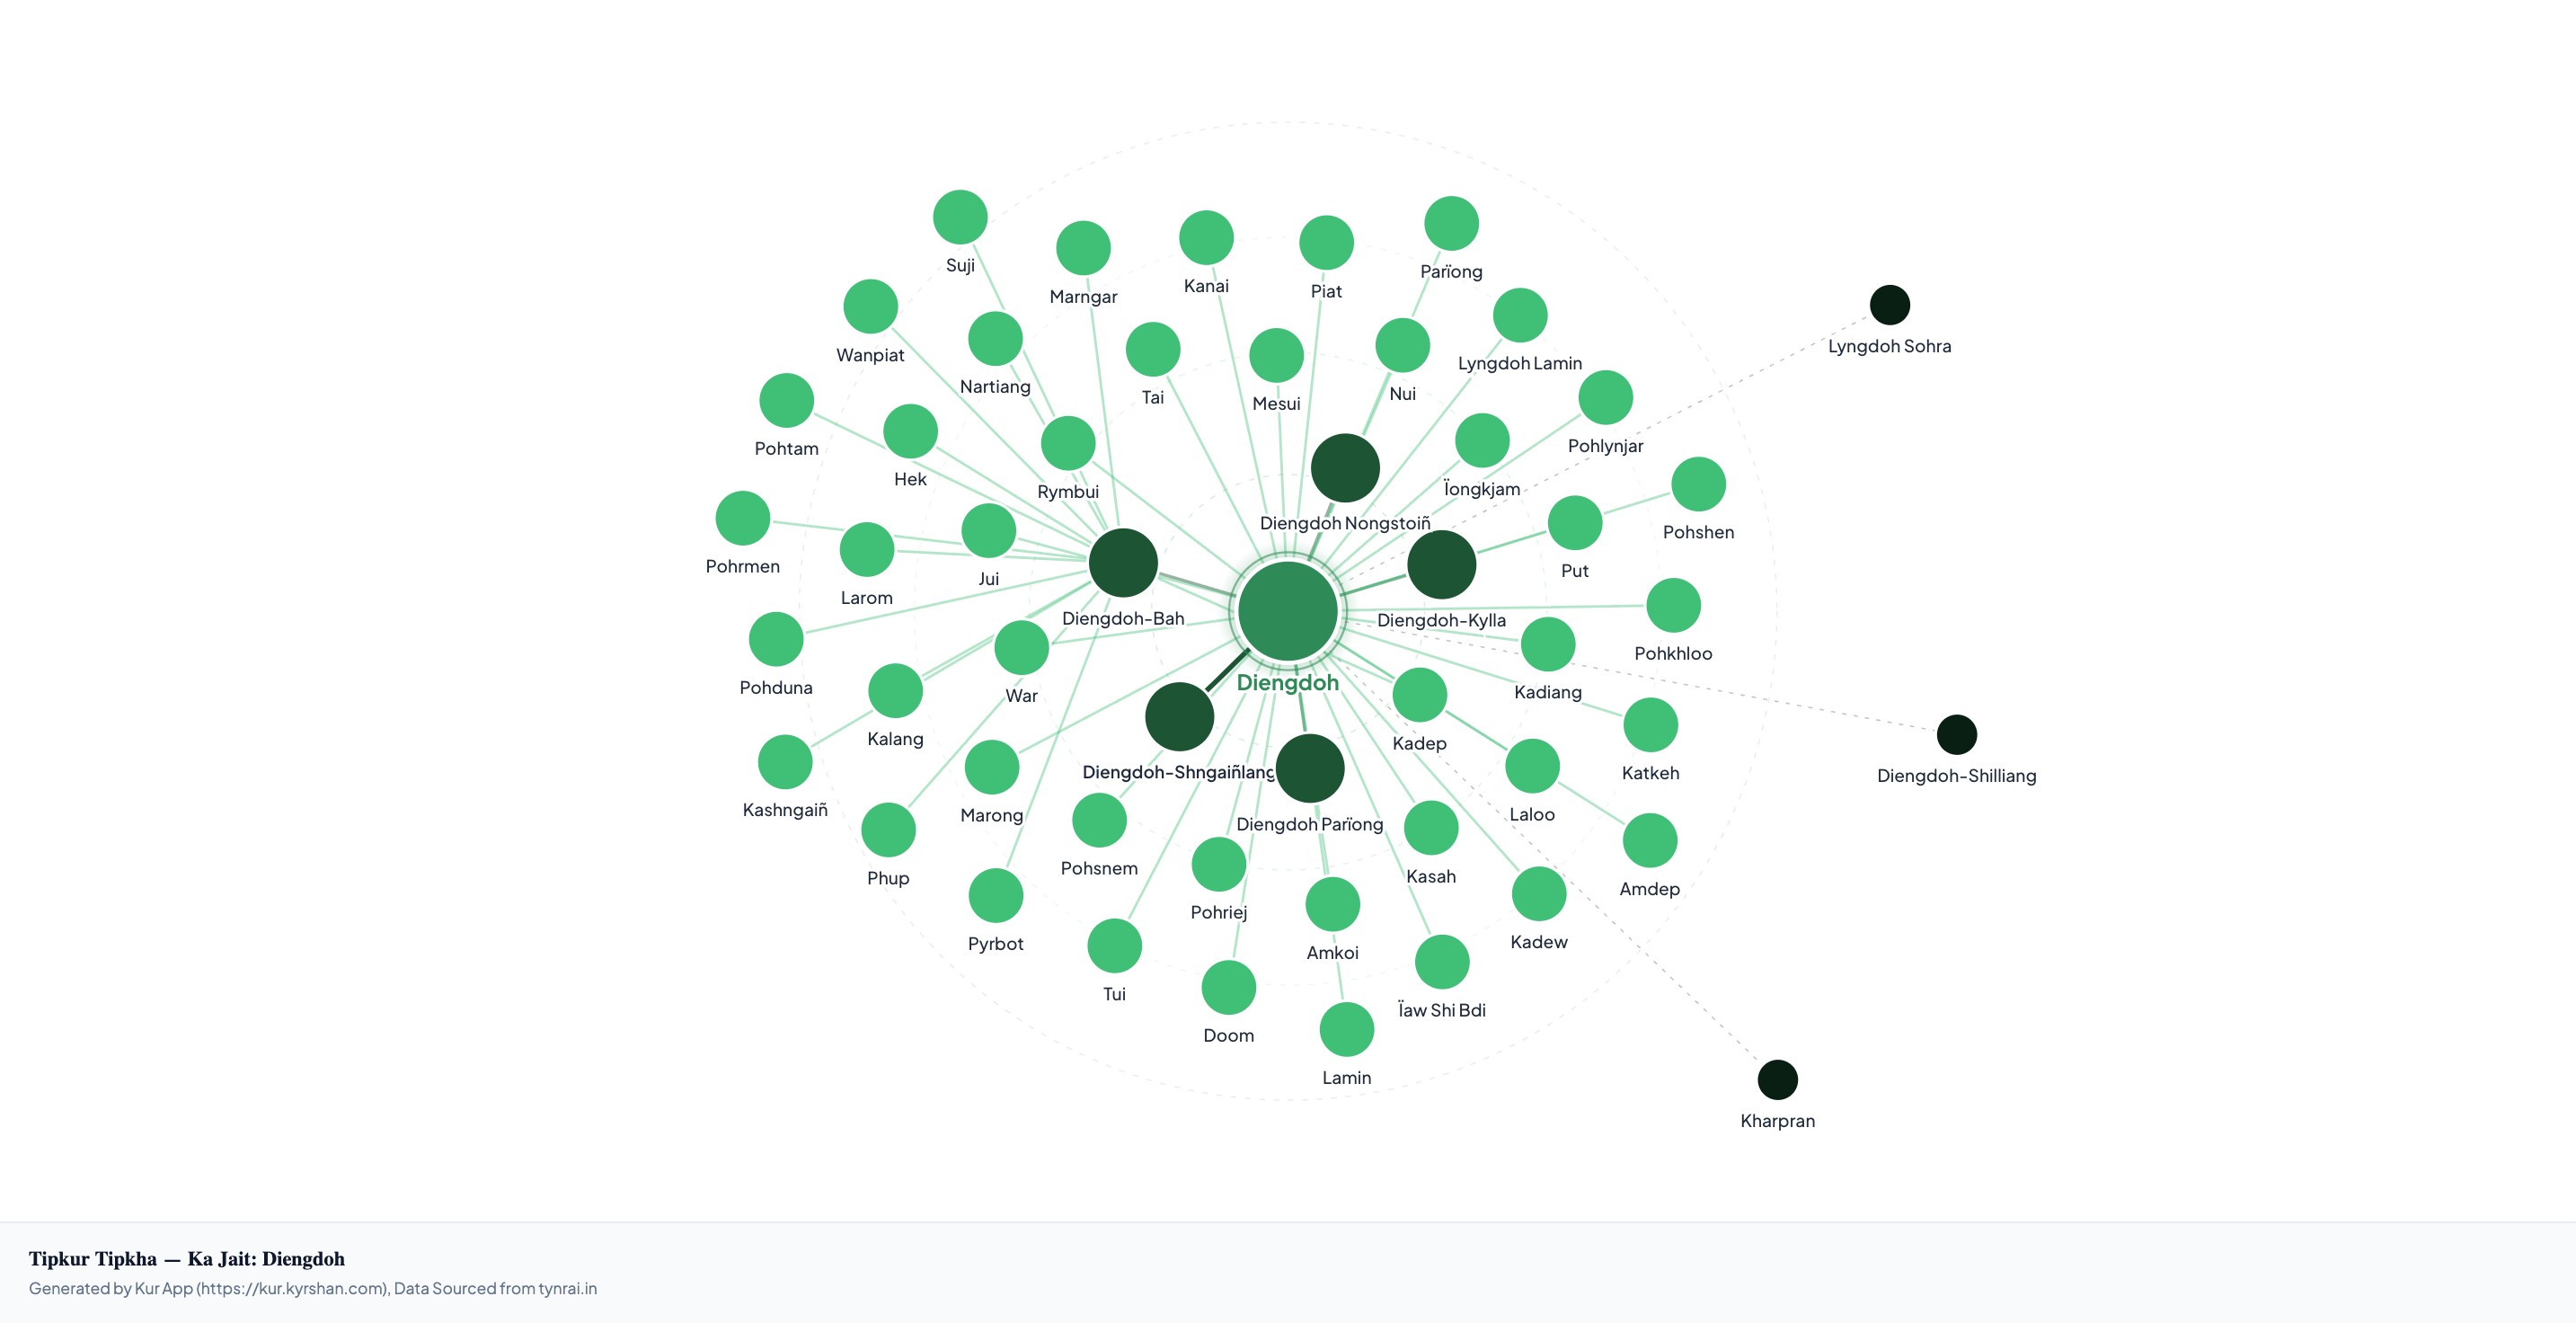 Suji
Marngar
Kanai
Piat
Parïong
Wanpiat
Nartiang
Tai
Mesui
Nui
Lyngdoh Lamin
Lyngdoh Sohra
Pohtam
Hek
Rymbui
Ïongkjam
Pohlynjar
Diengdoh Nongstoiñ
Pohshen
Pohrmen
Larom
Jui
Put
Diengdoh-Bah
Diengdoh-Kylla
Pohduna
Kalang
War
Diengdoh
Kadiang
Pohkhloo
Kadep
Katkeh
Diengdoh-Shilliang
Kashngaiñ
Marong
Diengdoh-Shngaiñlang
Diengdoh Parïong
Laloo
Phup
Pohsnem
Kasah
Amdep
Pyrbot
Pohriej
Amkoi
Kadew
Tui
Doom
Ïaw Shi Bdi
Lamin
Kharpran
Tipkur Tipkha — Ka Jait: Diengdoh
Generated by Kur App (https://kur.kyrshan.com), Data Sourced from tynrai.in